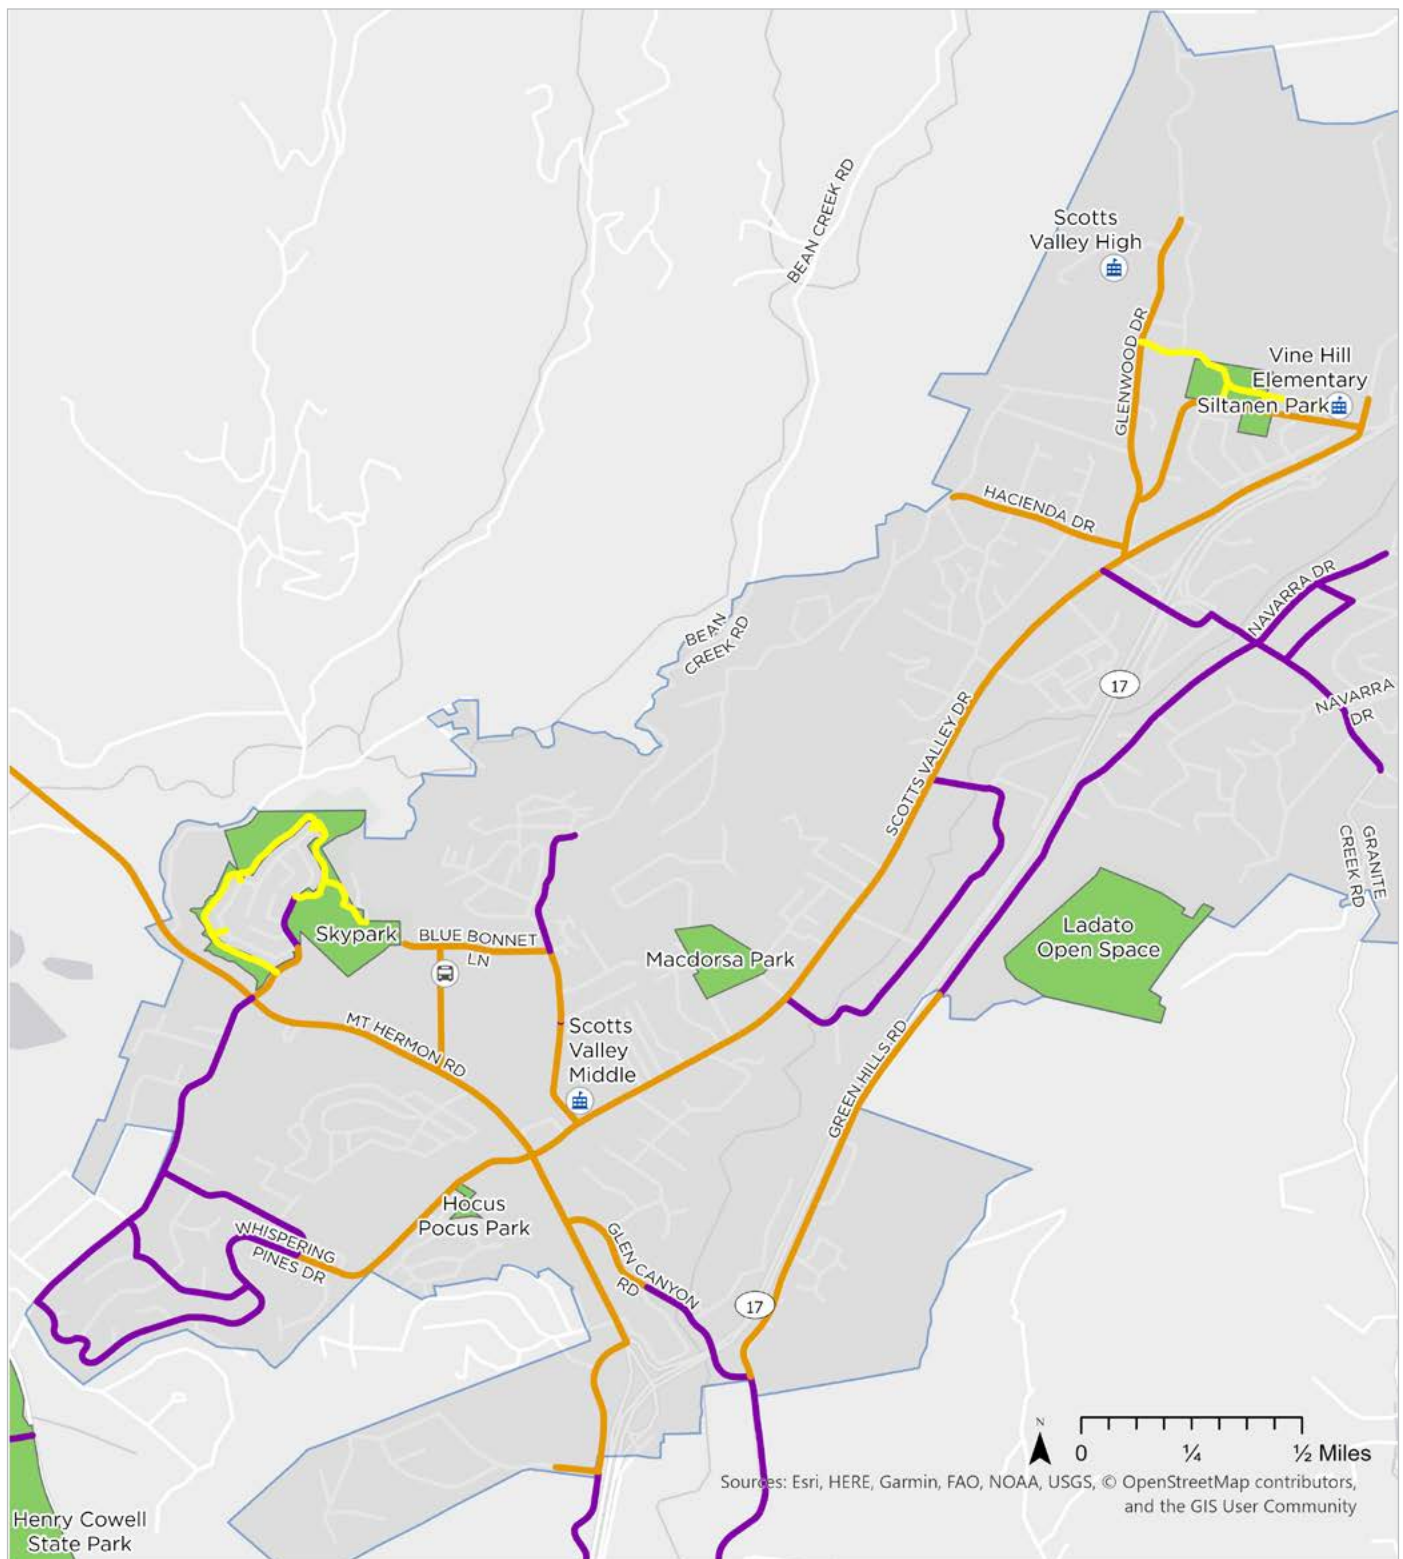 BEAN CREEK RD
Scotts
Valley High
GLENWOOD DR
Vine Hill
Elementary
Siltanen Park
HACIENDA DR
NAVARRA DR
BEAN
CREEK RD
17
NAVARRA
DR
SCOTTS VALLEY DR
GRANITE
CREEK RD
Ladato
Open Space
Skypark
BLUE BONNET
LN
Macdorsa Park
MT HERMON RD
Scotts
Valley
Middle
GREEN HILLS RD
Hocus
Pocus Park
WHISPERING
PINES DR
GLEN CANYON
RD
17
N
0 ¼ ½ Miles
Sources: Esri, HERE, Garmin, FAO, NOAA, USGS, © OpenStreetMap contributors,
and the GIS User Community
Henry Cowell
State Park